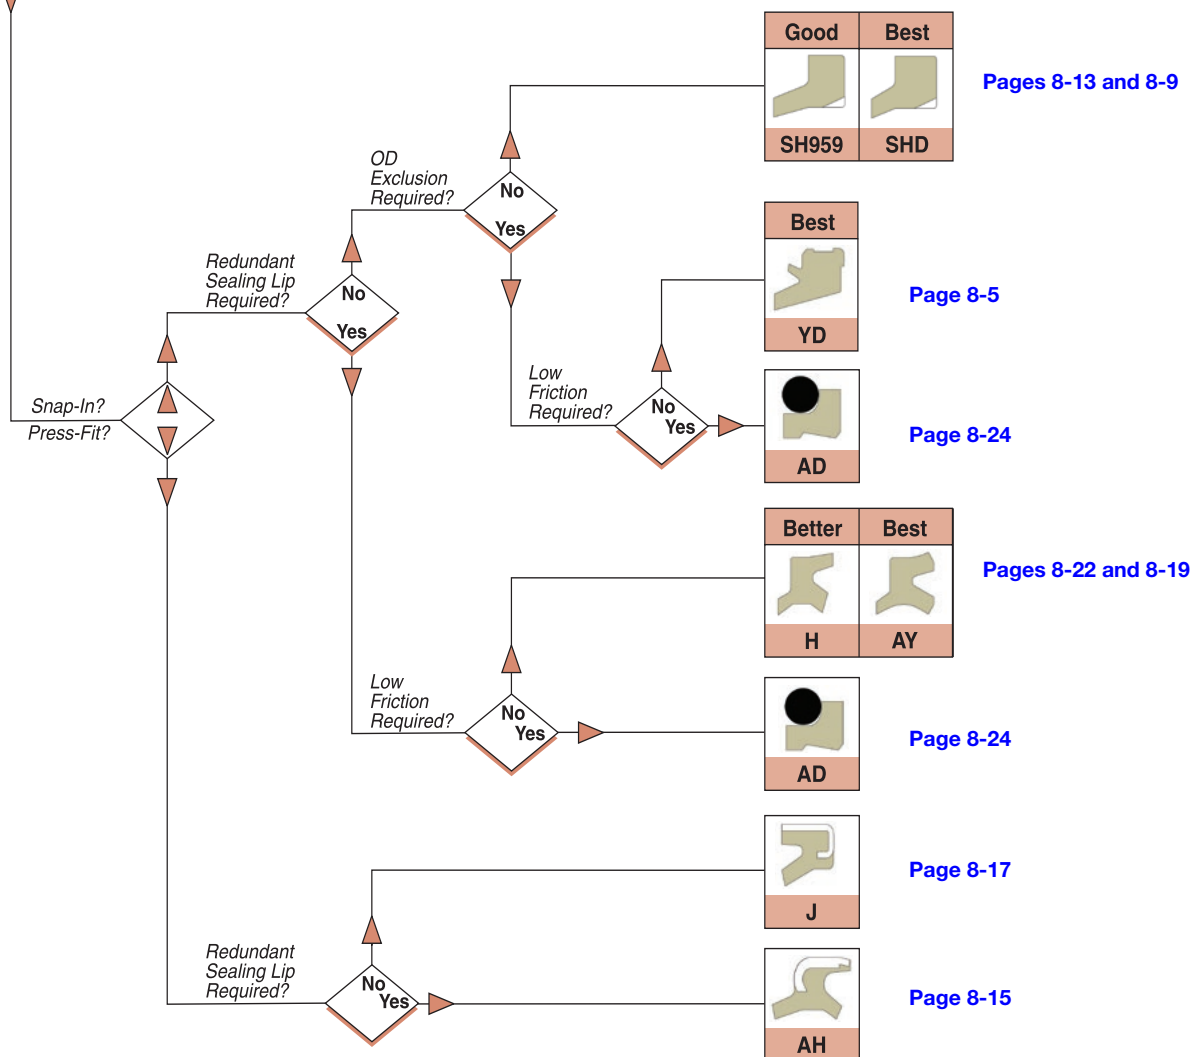 Good Best
SH959 SHD
Pages 8-13 and 8-9
OD
Exclusion
Required?
No
Yes
Best
YD
Page 8-5
Redundant
Sealing Lip
Required?
No
Yes
Low
Friction
Required?
No
Yes
AD
Page 8-24
Snap-In?
Press-Fit?
Better Best
H AY
Pages 8-22 and 8-19
Low
Friction
Required?
No
Yes
AD
Page 8-24
J
Page 8-17
Redundant
Sealing Lip
Required?
No
Yes
AH
Page 8-15